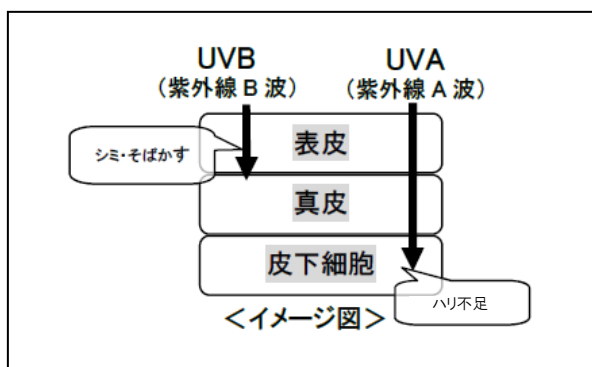 UVB
（紫外線B波）
UVA
（紫外線A波）
シミ・そばかす
表皮
真皮
皮下細胞
ハリ不足
＜イメージ図＞